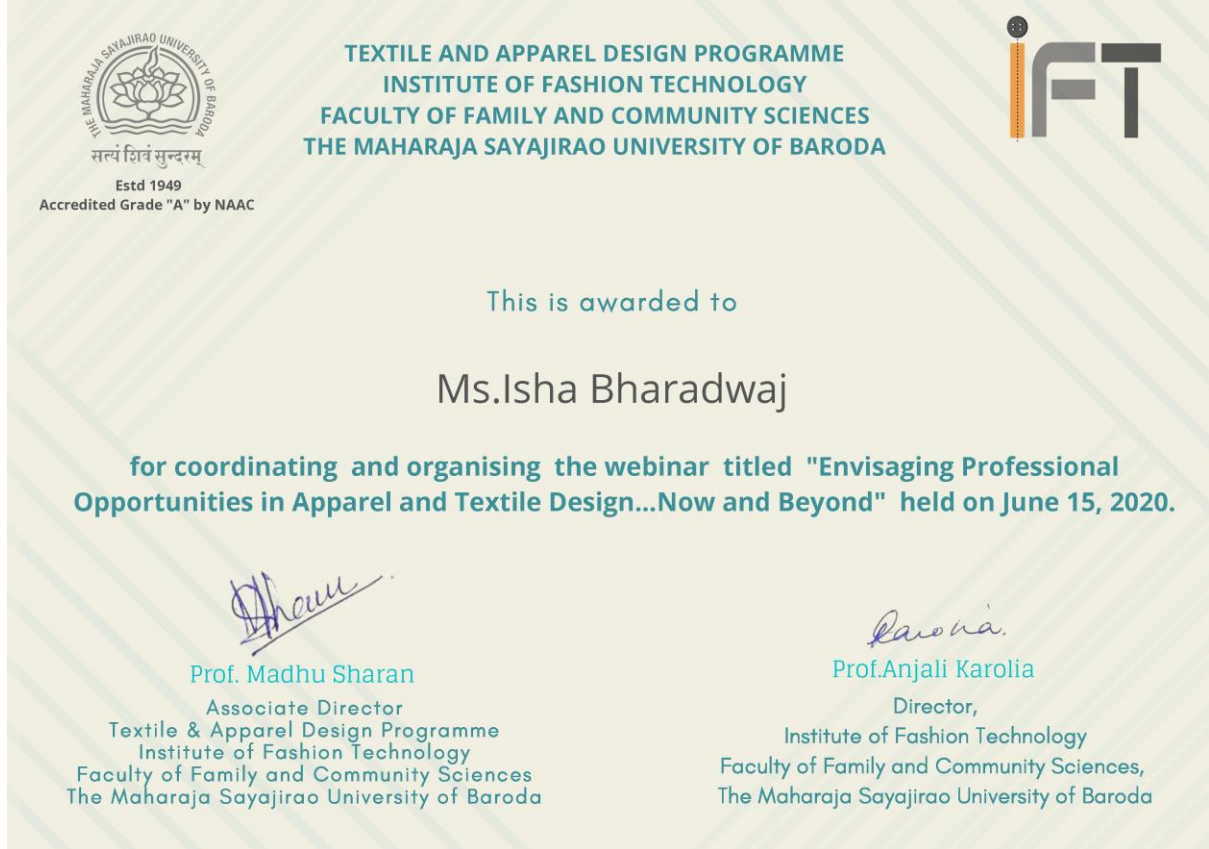 THE MAHARAJA SAYAJIRAO UNIVERSITY OF BARODA
सत्यं शिवं सुन्दरम्
Estd 1949
Accredited Grade "A" by NAAC
TEXTILE AND APPAREL DESIGN PROGRAMME
INSTITUTE OF FASHION TECHNOLOGY
FACULTY OF FAMILY AND COMMUNITY SCIENCES
THE MAHARAJA SAYAJIRAO UNIVERSITY OF BARODA
iFT
This is awarded to
Ms.Isha Bharadwaj
for coordinating and organising the webinar titled "Envisaging Professional
Opportunities in Apparel and Textile Design...Now and Beyond" held on June 15, 2020.
Prof. Madhu Sharan
Associate Director
Textile & Apparel Design Programme
Institute of Fashion Technology
Faculty of Family and Community Sciences
The Maharaja Sayajirao University of Baroda
Karolia.
Prof.Anjali Karolia
Director,
Institute of Fashion Technology
Faculty of Family and Community Sciences,
The Maharaja Sayajirao University of Baroda